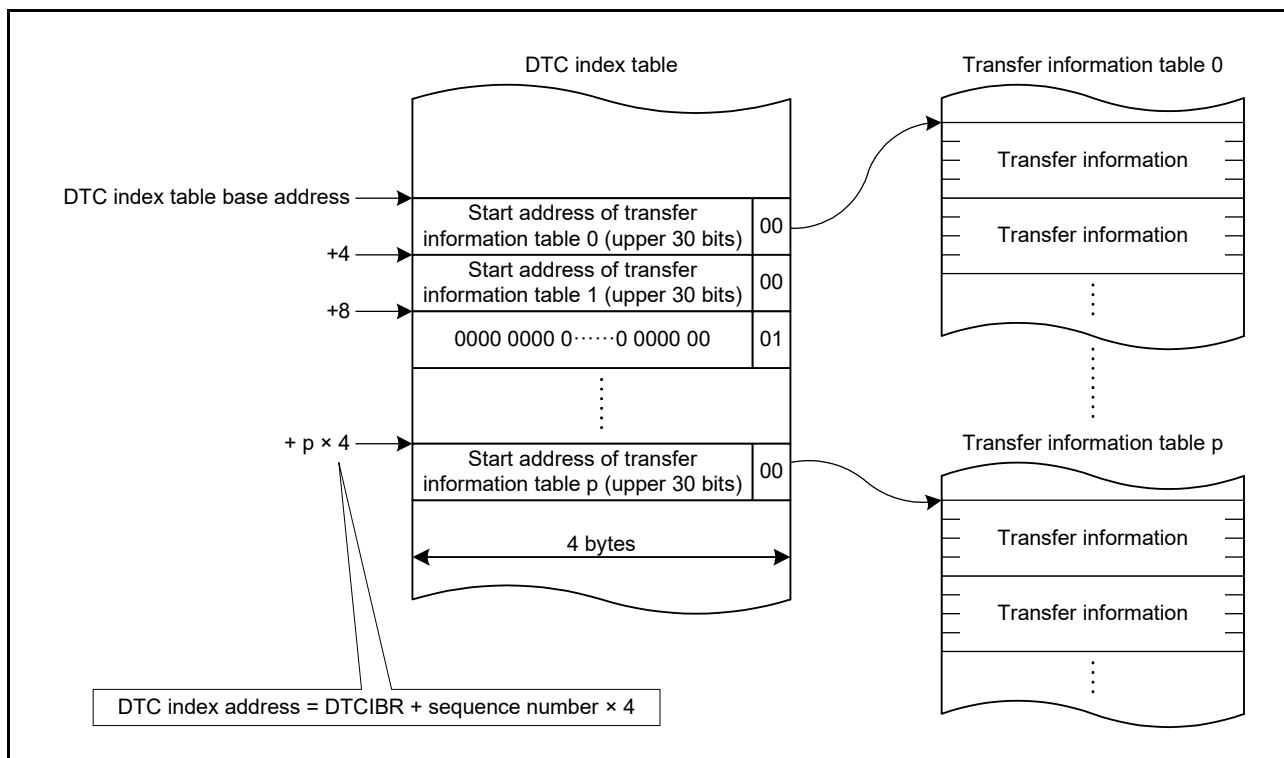 DTC index table
Transfer information table 0
Transfer information
DTC index table base address
Start address of transfer
information table 0 (upper 30 bits)
00
Transfer information
+4
Start address of transfer
information table 1 (upper 30 bits)
00
+8
0000 0000 0⋯⋯0 0000 00
01
+ p × 4
Start address of transfer
information table p (upper 30 bits)
00
Transfer information table p
Transfer information
4 bytes
Transfer information
DTC index address = DTCIBR + sequence number × 4